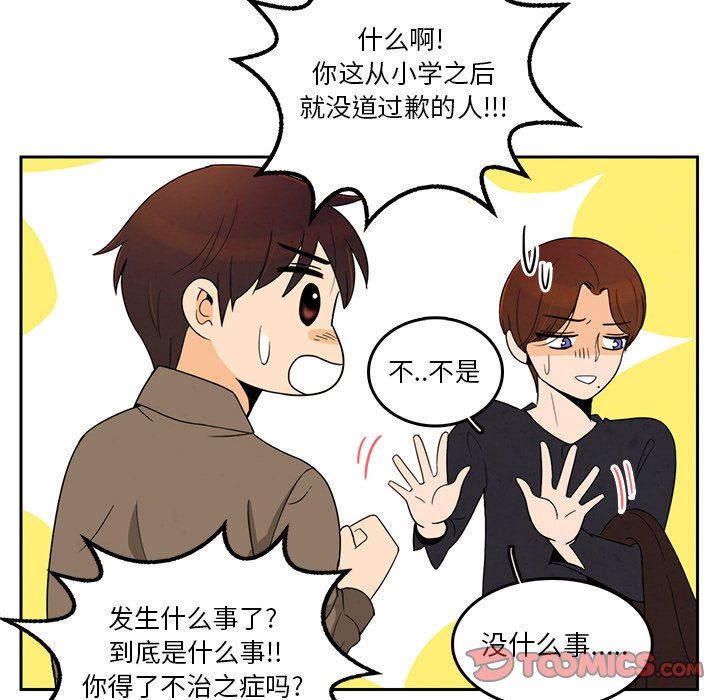 什么啊!
你这从小学之后
就没道过歉的人!!!
不..不是
发生什么事了?
到底是什么事!!
你得了不治之症吗?
没什么事.....
TOOMICS.COM